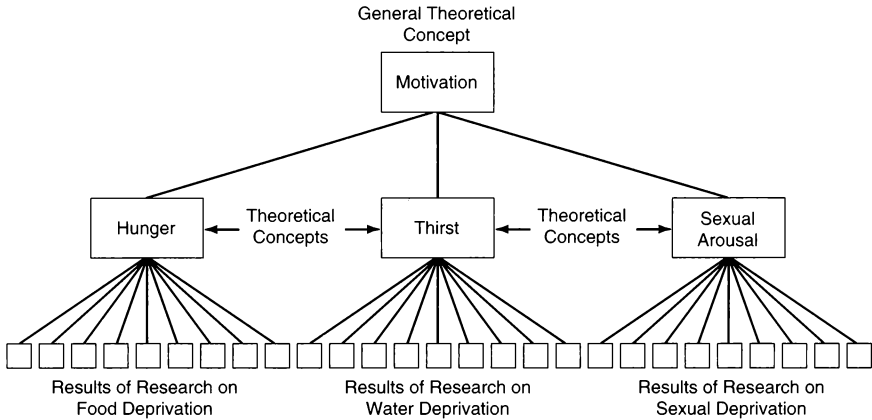 General Theoretical
Concept
Motivation
Hunger
Theoretical
Concepts
Thirst
Theoretical
Concepts
Sexual
Arousal
Results of Research on
Food Deprivation
Results of Research on
Water Deprivation
Results of Research on
Sexual Deprivation